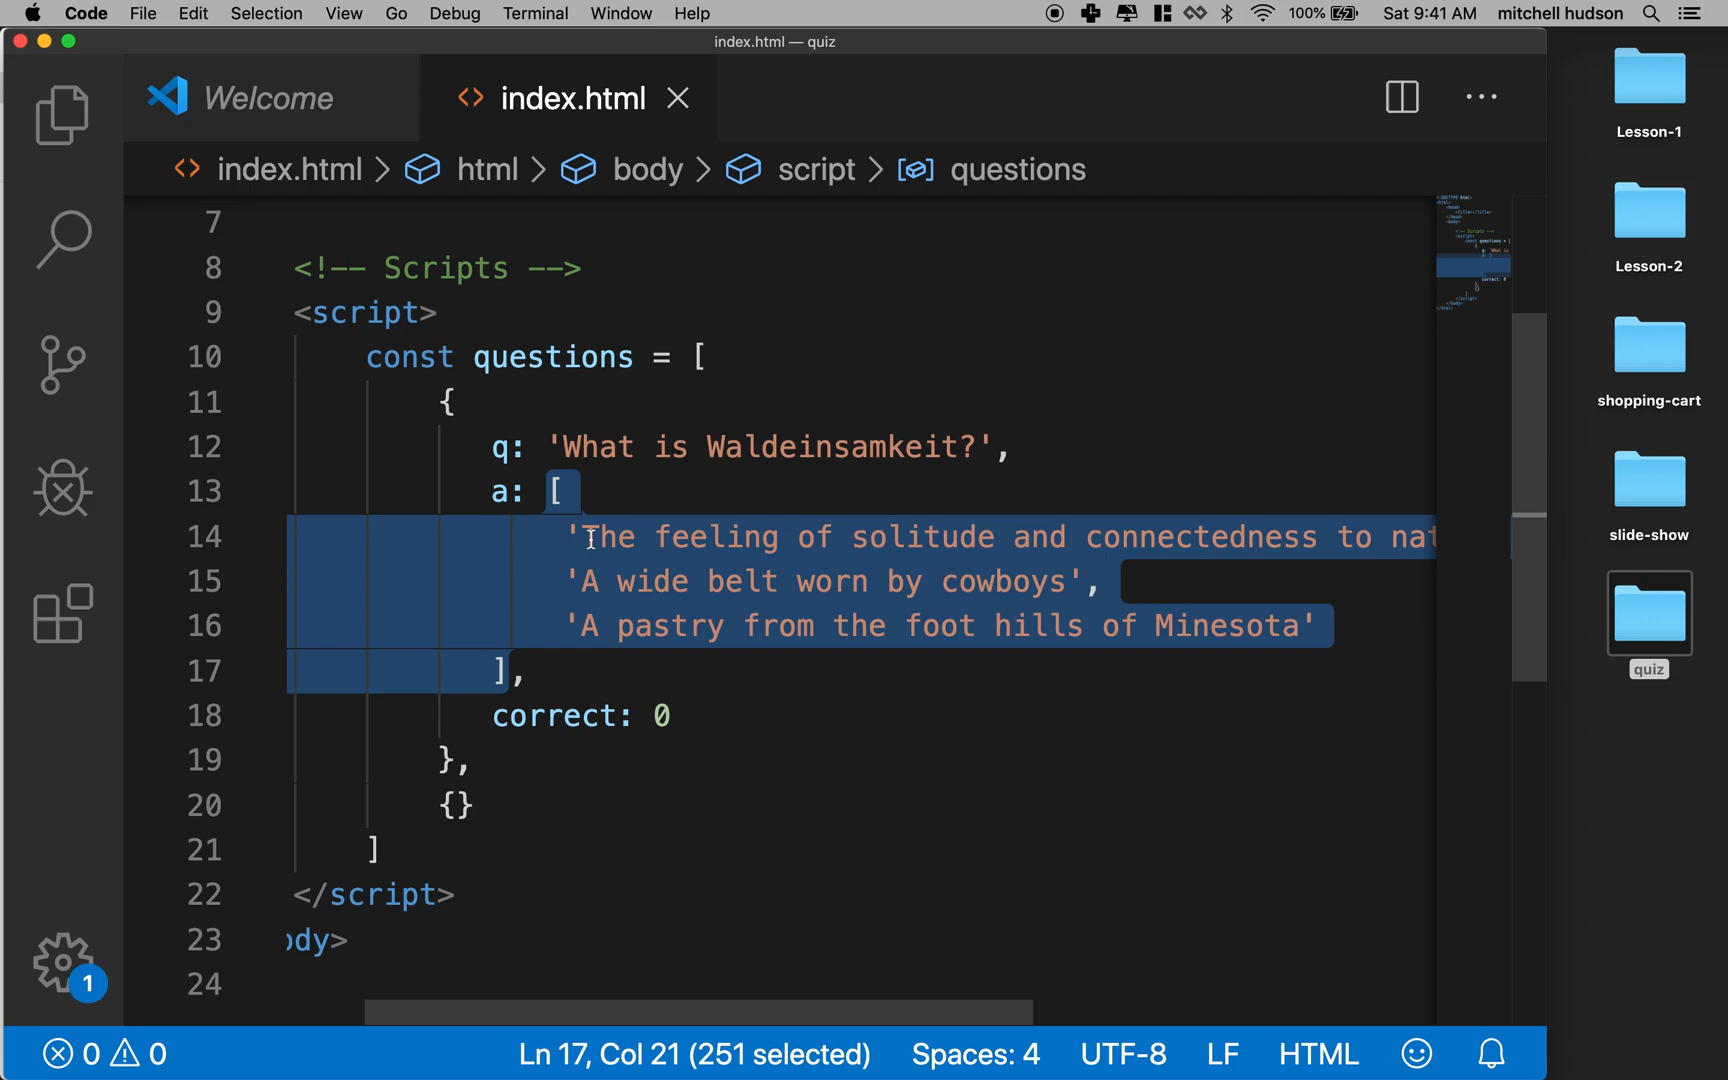 Code File Edit Selection View Go Debug Terminal Window Help 100% Sat 9:41 AM mitchell hudson
index.html — quiz
Welcome <> index.html
<> index.html > html > body > script > questions
7
8 <!-- Scripts -->
9 <script>
10 const questions = [
11 {
12 q: 'What is Waldeinsamkeit?',
13 a: [
14 'The feeling of solitude and connectedness to nat
15 'A wide belt worn by cowboys',
16 'A pastry from the foot hills of Minesota'
17 ],
18 correct: 0
19 },
20 {}
21 ]
22 </script>
23 ody>
24
1
0 0 Ln 17, Col 21 (251 selected) Spaces: 4 UTF-8 LF HTML
Lesson-1
Lesson-2
shopping-cart
slide-show
quiz